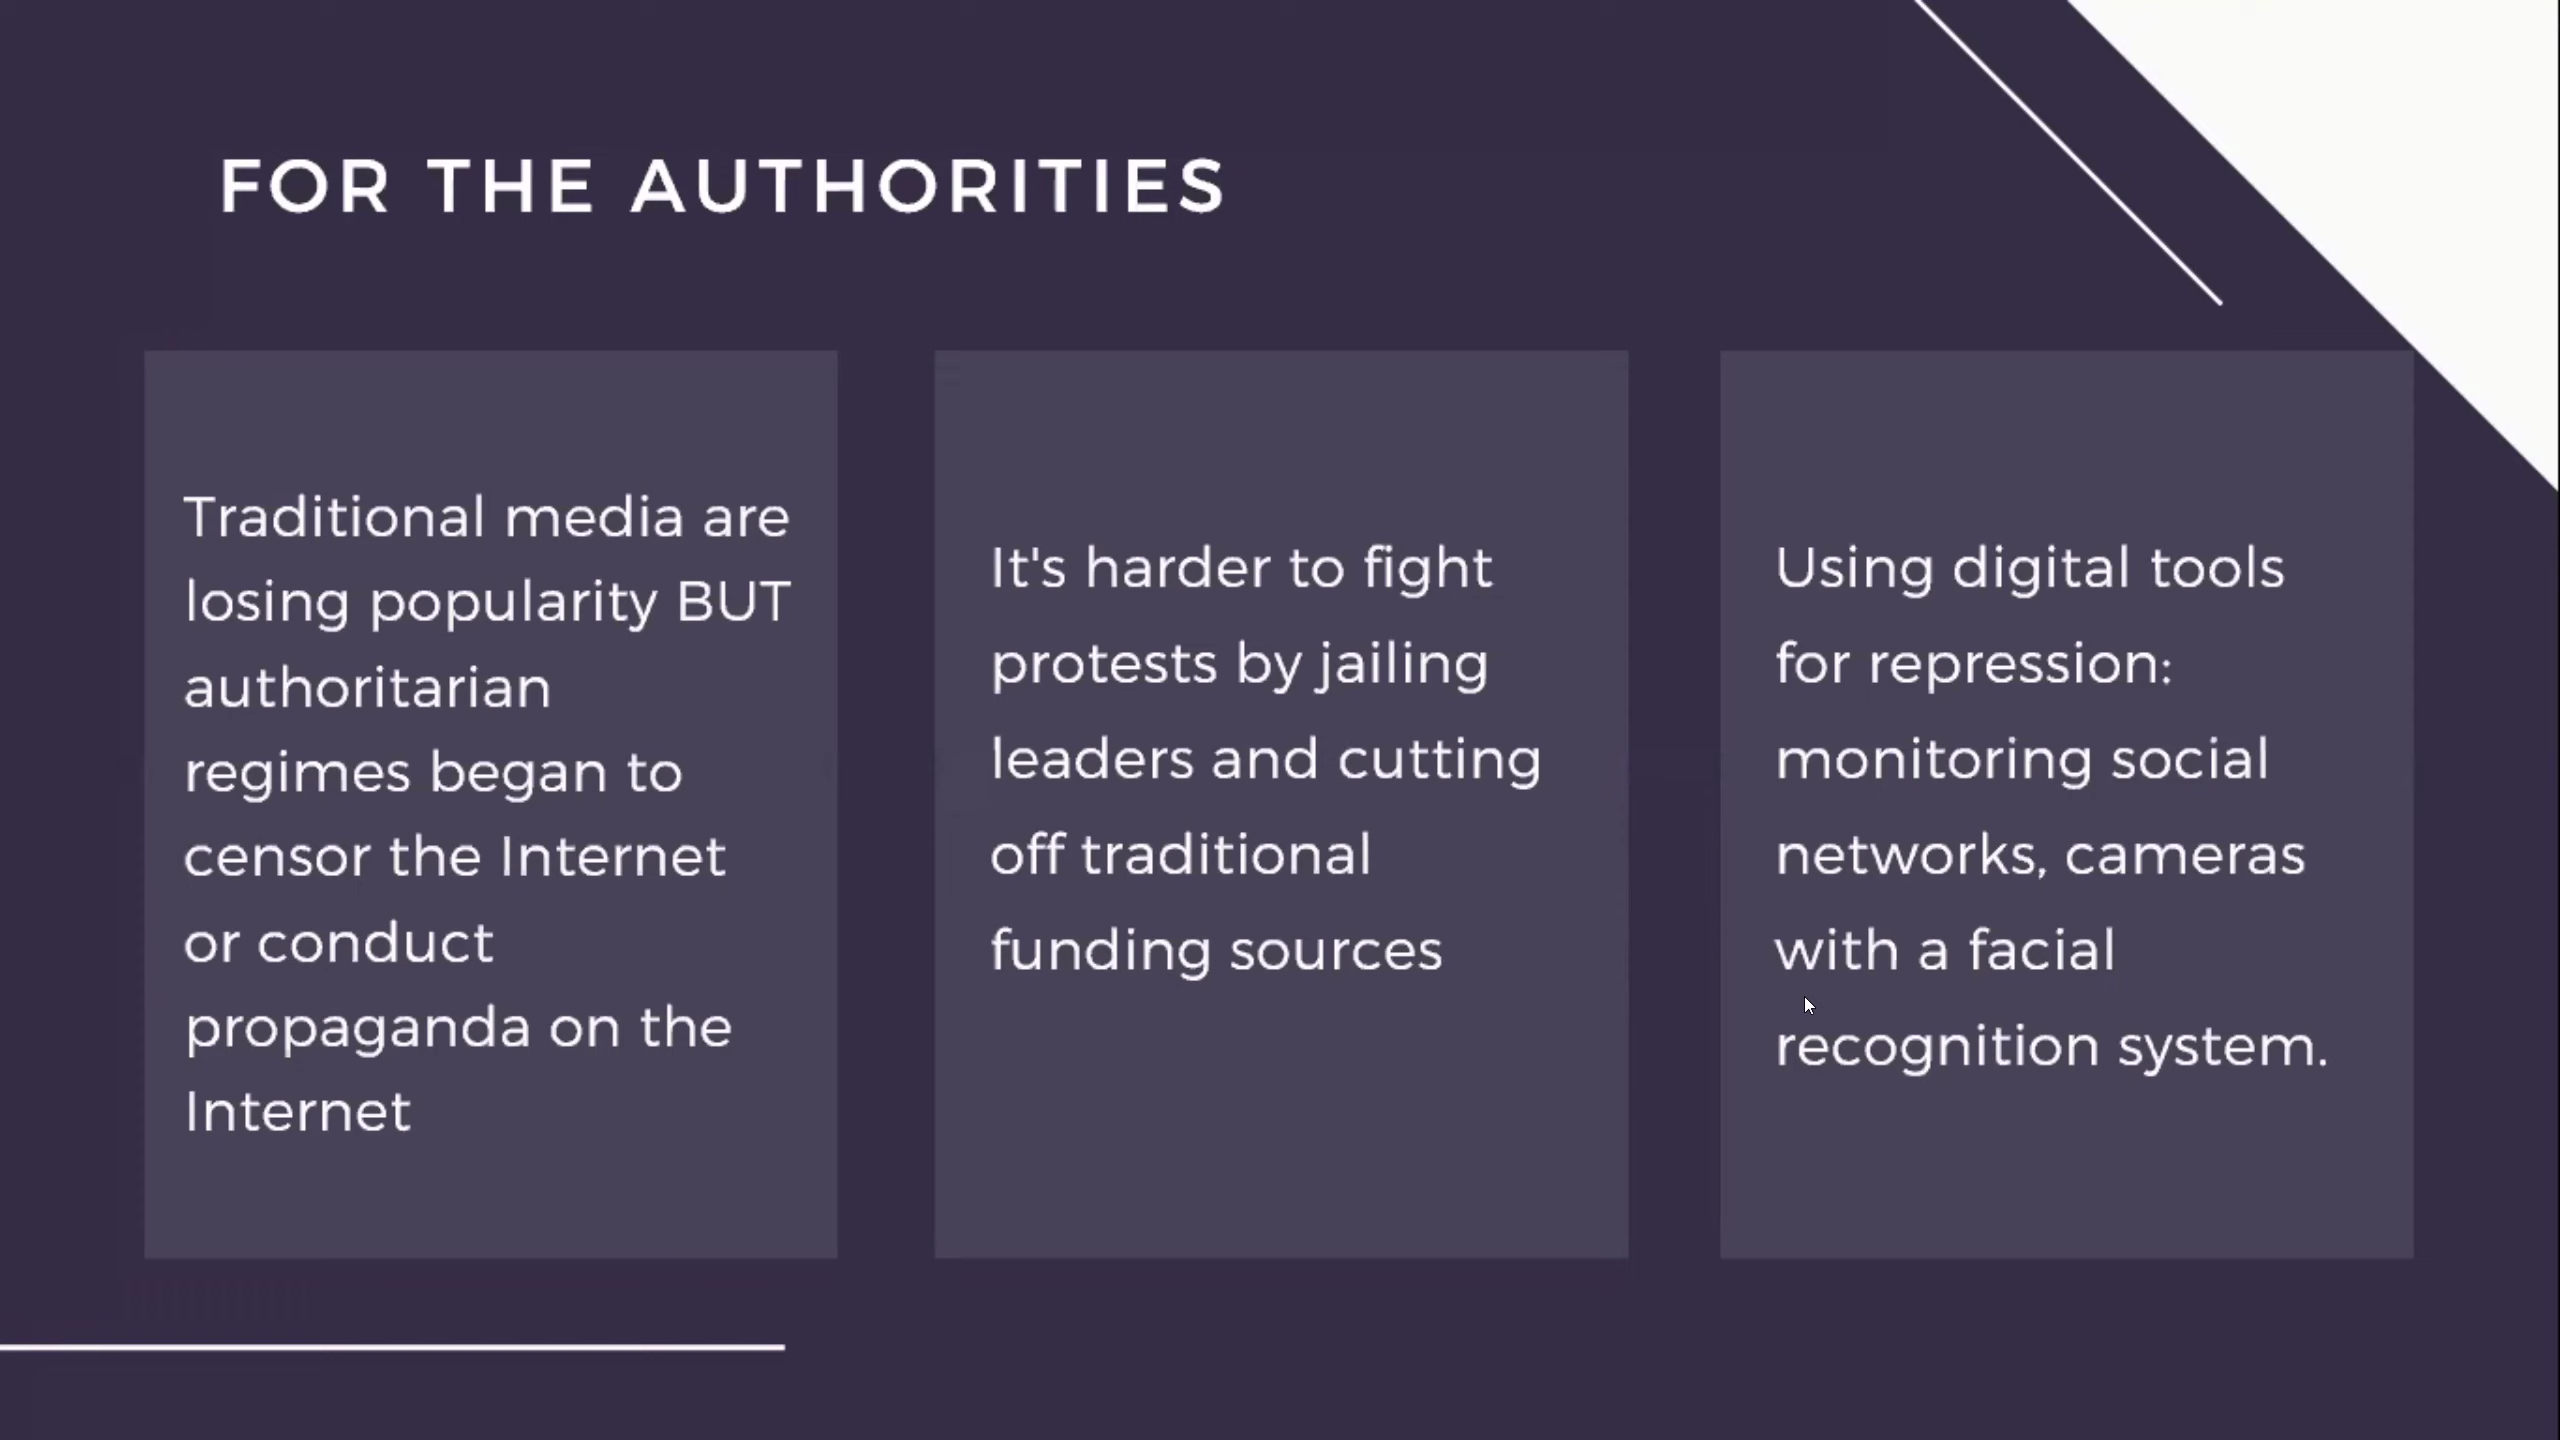 FOR THE AUTHORITIES
Traditional media are
losing popularity BUT
authoritarian
regimes began to
censor the Internet
or conduct
propaganda on the
Internet
It's harder to fight
protests by jailing
leaders and cutting
off traditional
funding sources
Using digital tools
for repression:
monitoring social
networks, cameras
with a facial
recognition system.